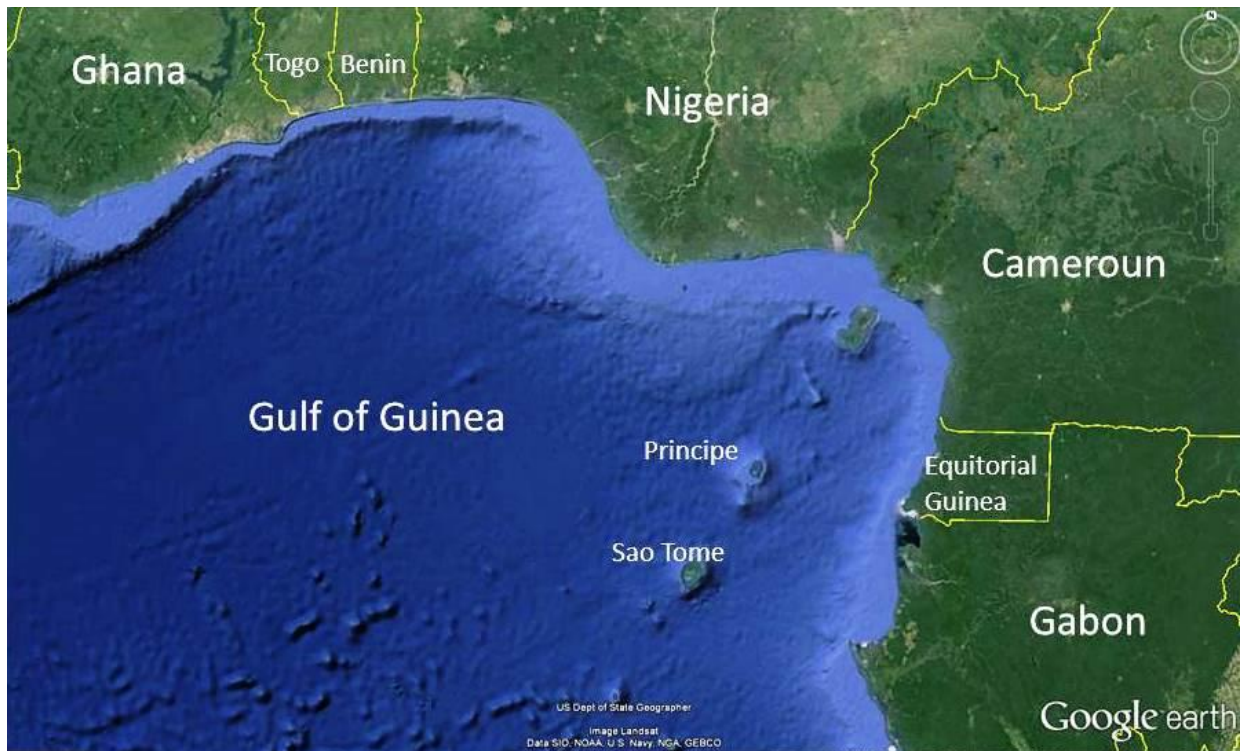 N
Ghana
Togo
Benin
Nigeria
Cameroun
Gulf of Guinea
Principe
Equitorial
Guinea
Sao Tome
Gabon
US Dept of State Geographer
Image Landsat
Data SIO, NOAA, U.S. Navy, NGA, GEBCO
Google earth